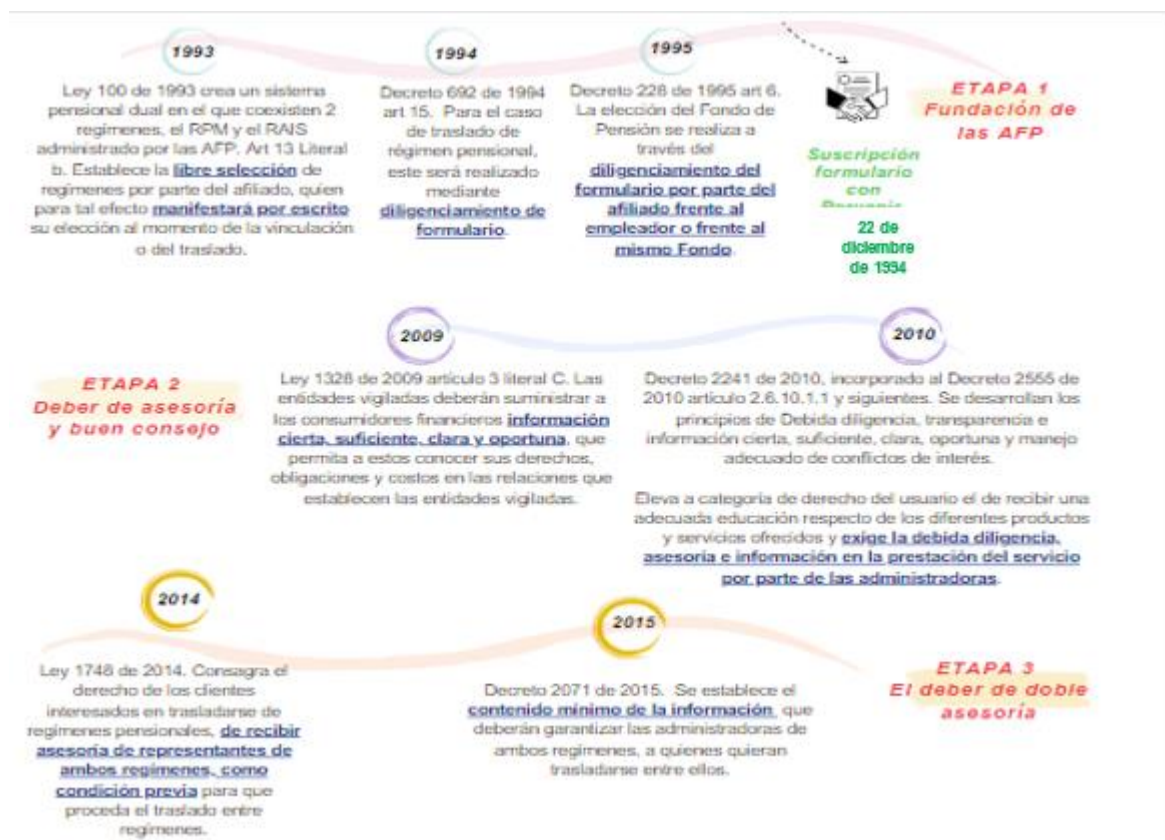 1993
Ley 100 de 1993 crea un sistema
pensional dual en el que coexisten 2
regímenes, el RPM y el RAIS
administrado por las AFP. Art 13 Literal
b. Establece la libre selección de
regímenes por parte del afiliado, quien
para tal efecto manifestará por escrito
su elección al momento de la vinculación
o del traslado.
1994
Decreto 692 de 1994
art 15. Para el caso
de traslado de
régimen pensional,
este será realizado
mediante
diligenciamiento de
formulario.
1995
Decreto 228 de 1995 art 6.
La elección del Fondo de
Pensión se realiza a
través del
diligenciamiento del
formulario por parte del
afiliado frente al
empleador o frente al
mismo Fondo.
Suscripción
formulario
con
22 de
diciembre
de 1994
ETAPA 1
Fundación de
las AFP
ETAPA 2
Deber de asesoría
y buen consejo
2009
Ley 1328 de 2009 artículo 3 literal C. Las
entidades vigiladas deberán suministrar a
los consumidores financieros información
cierta, suficiente, clara y oportuna, que
permita a estos conocer sus derechos,
obligaciones y costos en las relaciones que
establecen las entidades vigiladas.
2010
Decreto 2241 de 2010, incorporado al Decreto 2555 de
2010 artículo 2.6.10.1.1 y siguientes. Se desarrollan los
principios de Debida diligencia, transparencia e
información cierta, suficiente, clara, oportuna y manejo
adecuado de conflictos de interés.
Eleva a categoría de derecho del usuario el de recibir una
adecuada educación respecto de los diferentes productos
y servicios ofrecidos y exige la debida diligencia,
asesoría e información en la prestación del servicio
por parte de las administradoras.
2014
Ley 1748 de 2014. Consagra el
derecho de los clientes
interesados en trasladarse de
regímenes pensionales, de recibir
asesoría de representantes de
ambos regímenes, como
condición previa para que
proceda el traslado entre
regímenes.
2015
Decreto 2071 de 2015. Se establece el
contenido mínimo de la información que
deberán garantizar las administradoras de
ambos regímenes, a quienes quieran
trasladarse entre ellos.
ETAPA 3
El deber de doble
asesoría